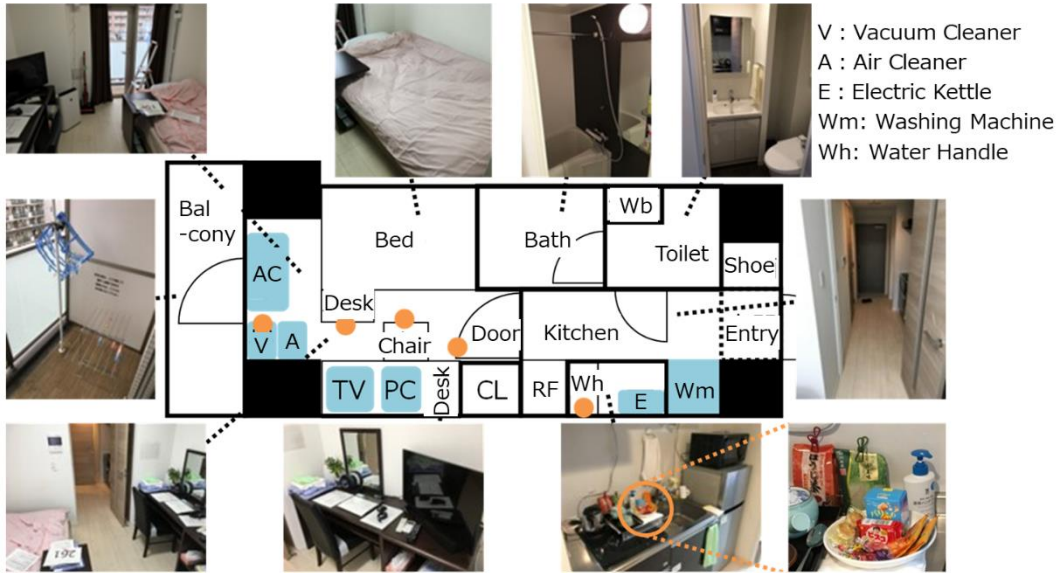 V : Vacuum Cleaner
A : Air Cleaner
E : Electric Kettle
Wm: Washing Machine
Wh: Water Handle
Bal
-cony
Bed
Bath
Wb
Toilet
Shoe
AC
Desk
V
A
Chair
Door
Kitchen
Entry
TV
PC
Desk
CL
RF
Wh
E
Wm
261